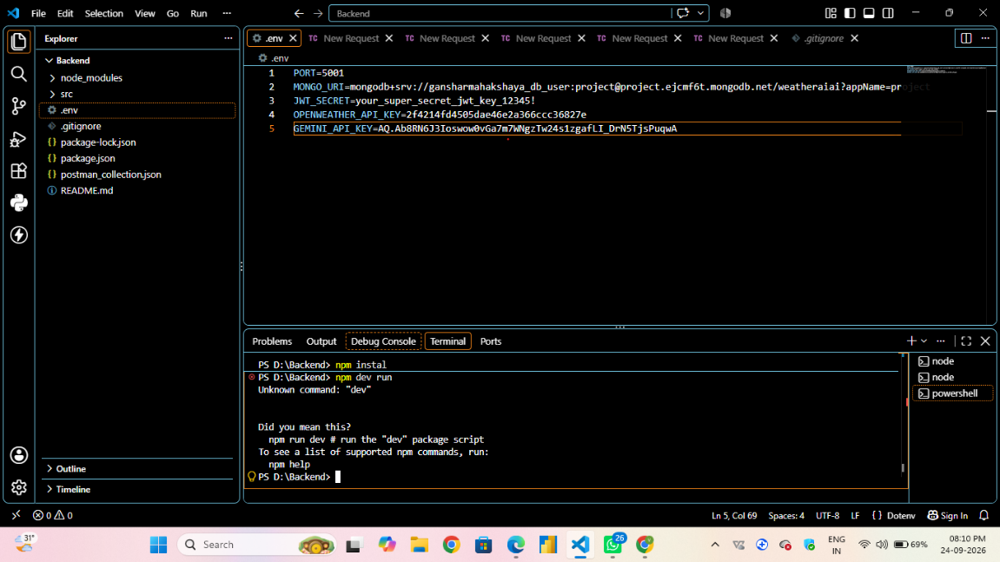 File Edit Selection View Go Run ···
Backend
Explorer
Backend
node_modules
src
.env
.gitignore
package-lock.json
package.json
postman_collection.json
README.md
Outline
Timeline
.env
TC New Request
TC New Request
TC New Request
TC New Request
TC New Request
.gitignore
.env
1 PORT=5001
2 MONGO_URI=mongodb+srv://gansharmahakshaya_db_user:project@project.ejcmf6t.mongodb.net/weatheraiai?appName=project
3 JWT_SECRET=your_super_secret_jwt_key_12345!
4 OPENWEATHER_API_KEY=2f4214fd4505dae46e2a366ccc36827e
5 GEMINI_API_KEY=AQ.Ab8RN6J3Ioswow0vGa7m7WNgzTw24s1zgafLI_DrN5TjsPuqwA
Problems Output Debug Console Terminal Ports
PS D:\Backend> npm instal
PS D:\Backend> npm dev run
Unknown command: "dev"
Did you mean this?
npm run dev # run the "dev" package script
To see a list of supported npm commands, run:
npm help
PS D:\Backend>
node
node
powershell
0 0
Ln 5, Col 69 Spaces: 4 UTF-8 LF { } Dotenv Sign In
31°
Search
26
ENG
IN
69%
08:10 PM
24-09-2026